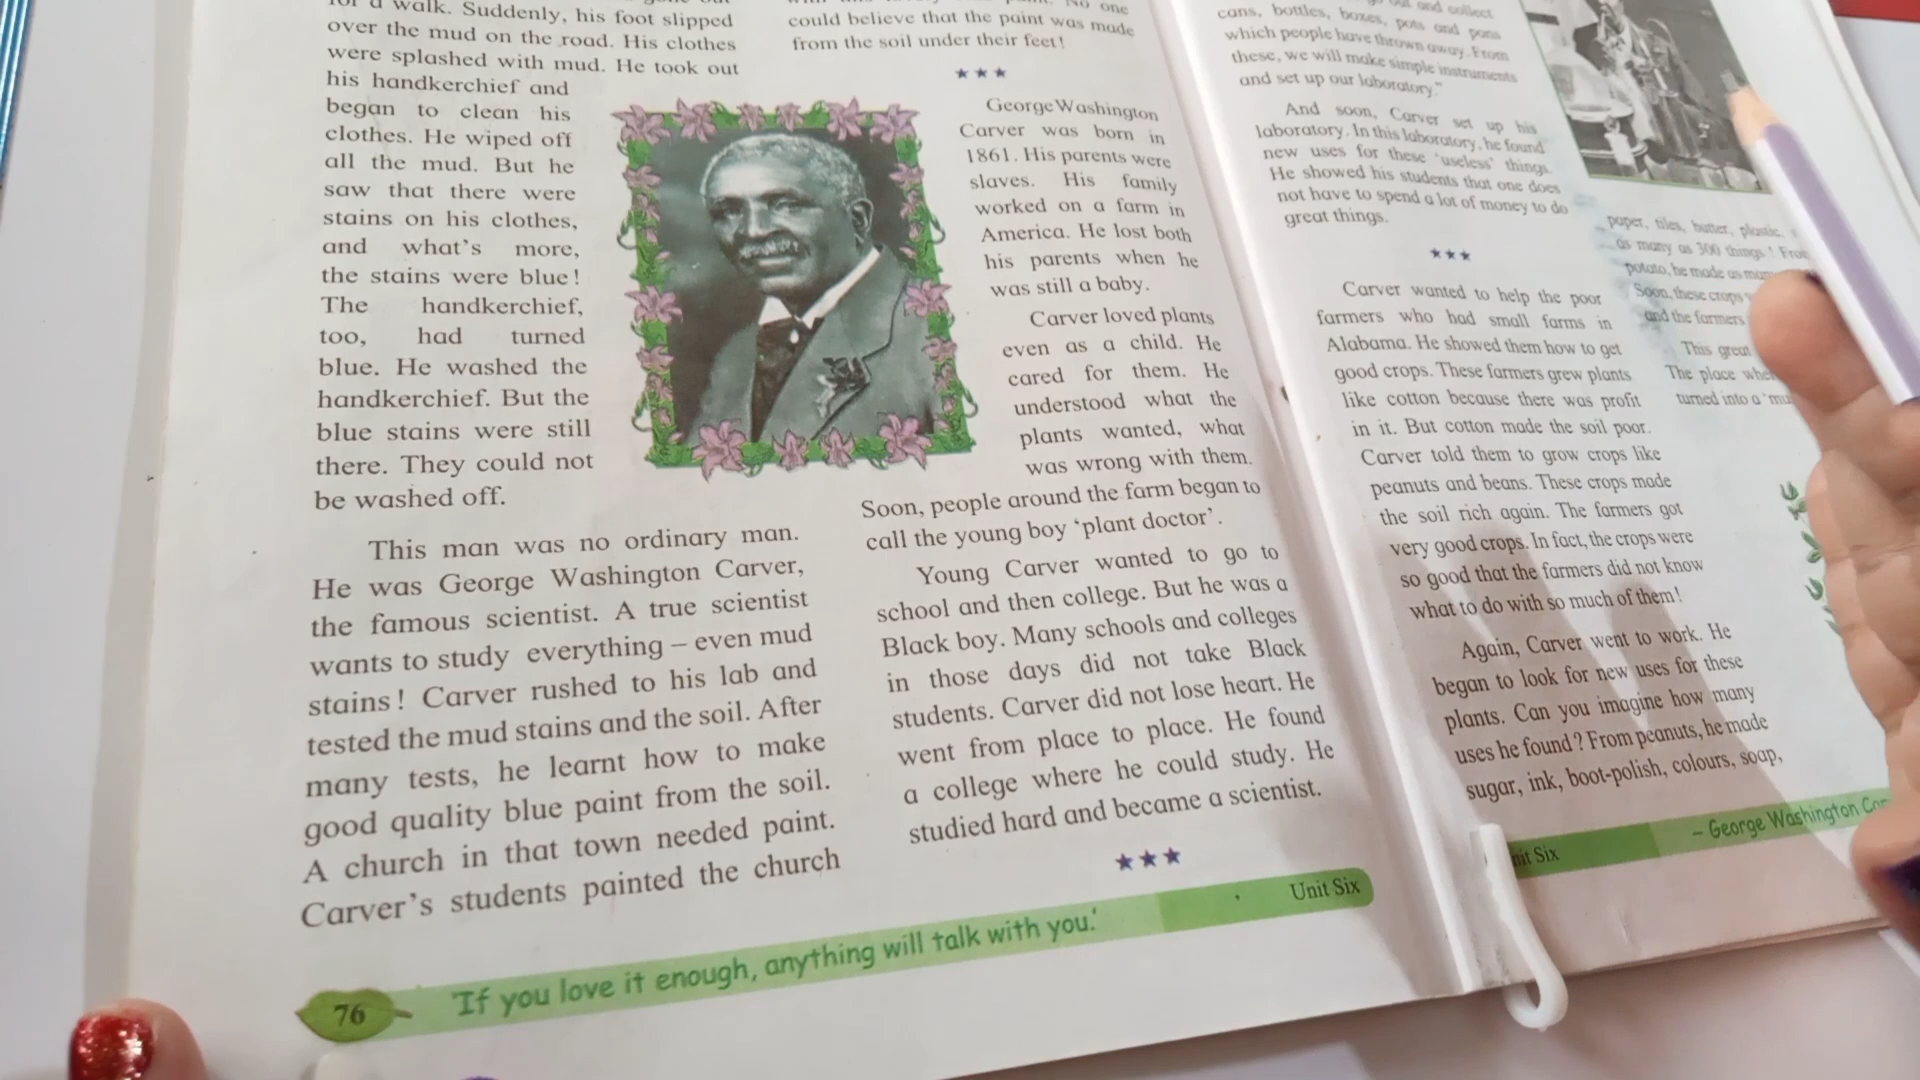 for a walk. Suddenly, his foot slipped
over the mud on the road. His clothes
were splashed with mud. He took out
his handkerchief and
began to clean his
clothes. He wiped off
all the mud. But he
saw that there were
stains on his clothes,
and what's more,
the stains were blue!
The handkerchief,
too, had turned
blue. He washed the
handkerchief. But the
blue stains were still
there. They could not
be washed off.
This man was no ordinary man.
He was George Washington Carver,
the famous scientist. A true scientist
wants to study everything – even mud
stains! Carver rushed to his lab and
tested the mud stains and the soil. After
many tests, he learnt how to make
good quality blue paint from the soil.
A church in that town needed paint.
Carver's students painted the church
paint. No one
could believe that the paint was made
from the soil under their feet!
★★★
George Washington
Carver was born in
1861. His parents were
slaves. His family
worked on a farm in
America. He lost both
his parents when he
was still a baby.
Carver loved plants
even as a child. He
cared for them. He
understood what the
plants wanted, what
was wrong with them.
Soon, people around the farm began to
call the young boy ‘plant doctor’.
Young Carver wanted to go to
school and then college. But he was a
Black boy. Many schools and colleges
in those days did not take Black
students. Carver did not lose heart. He
went from place to place. He found
a college where he could study. He
studied hard and became a scientist.
★★★
Unit Six
76
'If you love it enough, anything will talk with you.'
out and collect
cans, bottles, boxes, pots and pans
which people have thrown away. From
these, we will make simple instruments
and set up our laboratory.”
And soon, Carver set up his
laboratory. In this laboratory, he found
new uses for these ‘useless’ things.
He showed his students that one does
not have to spend a lot of money to do
great things.
★★★
Carver wanted to help the poor
farmers who had small farms in
Alabama. He showed them how to get
good crops. These farmers grew plants
like cotton because there was profit
in it. But cotton made the soil poor.
Carver told them to grow crops like
peanuts and beans. These crops made
the soil rich again. The farmers got
very good crops. In fact, the crops were
so good that the farmers did not know
what to do with so much of them!
Again, Carver went to work. He
began to look for new uses for these
plants. Can you imagine how many
uses he found? From peanuts, he made
sugar, ink, boot-polish, colours, soap,
paper, tiles, butter, plastic,
as many as 300 things! From
potato, he made as many
Soon, these crops
and the farmers
This great
The place
turned into a ‘mu
nit Six
– George Washington Car